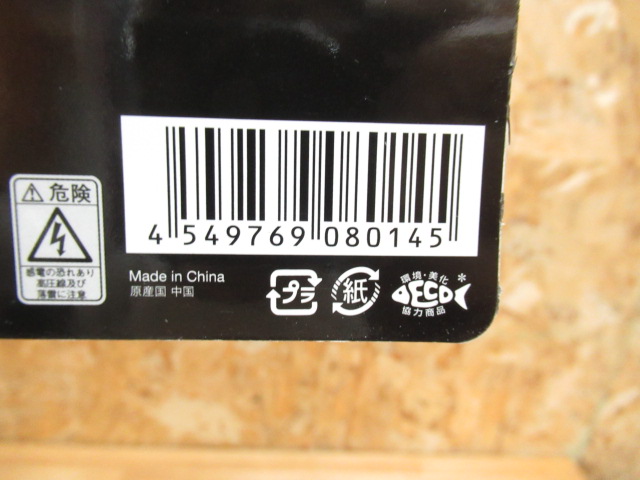 危険
感電の恐れあり
高圧線及び
落雷に注意
4 549769 080145
Made in China
原産国 中国
プラ
紙
環境・美化*
ECO
協力商品